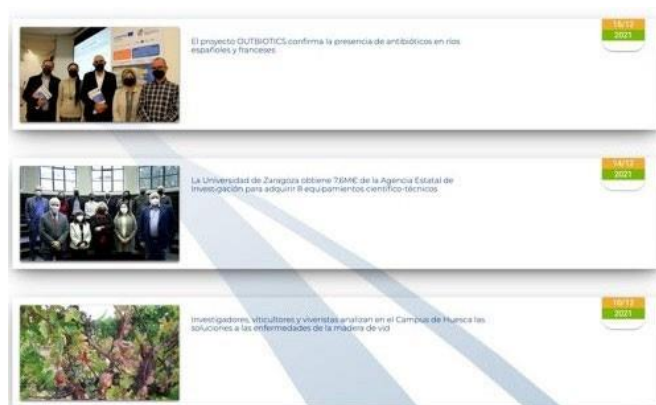 El proyecto OUTBIOTICS confirma la presencia de antibióticos en ríos
españoles y franceses
2021
La Universidad de Zaragoza obtiene 7,6M€ de la Agencia Estatal de
Investigación para adquirir 8 equipamientos científico-técnicos
14/12
2021
Investigadores, viticultores y viveristas analizan en el Campus de Huesca las
soluciones a las enfermedades de la madera de vid
2021